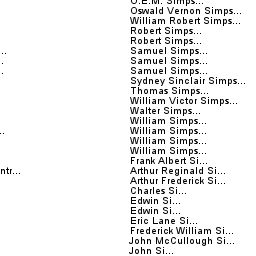 O.E.M. Simps...
Oswald Vernon Simps...
William Robert Simps...
Robert Simps...
Robert Simps...
... Samuel Simps...
... Samuel Simps...
... Samuel Simps...
Sydney Sinclair Simps...
Thomas Simps...
William Victor Simps...
Walter Simps...
William Simps...
... William Simps...
William Simps...
William Simps...
Frank Albert Si...
ntr... Arthur Reginald Si...
Arthur Frederick Si...
Charles Si...
Edwin Si...
Edwin Si...
Eric Lane Si...
Frederick William Si...
John McCullough Si...
John Si...